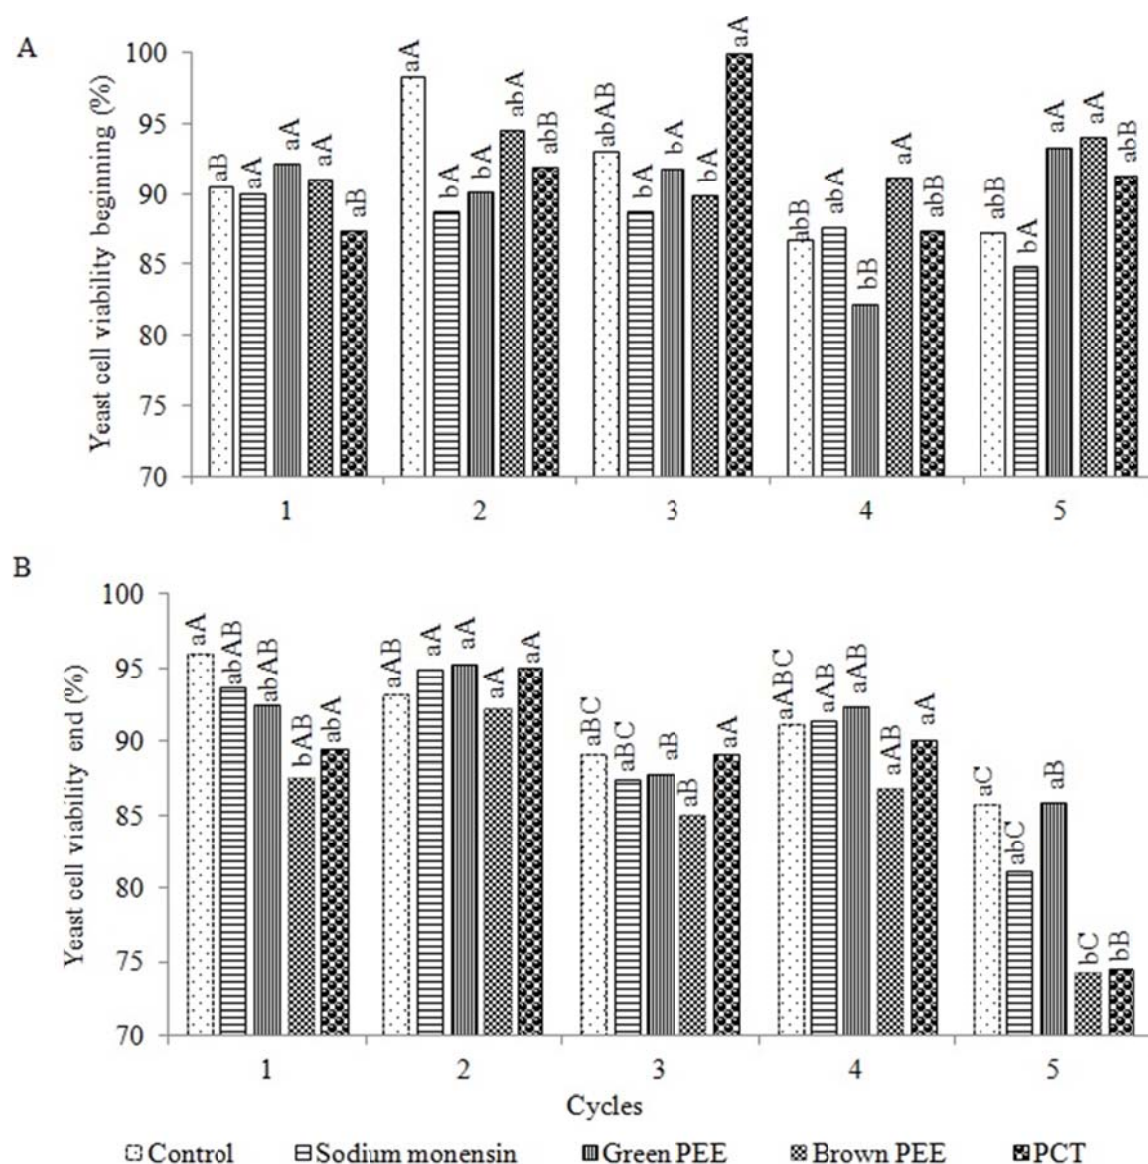 A
Yeast cell viability beginning (%)
100
95
90
85
80
75
70
aB aA aA aA aB
aA bA bA abA abB
abAB bA bA bA aA
abB abA bB aA abB
abB bA aA aA abB
1 2 3 4 5
B
Yeast cell viability end (%)
100
95
90
85
80
75
70
aA abAB abAB bAB abA
aAB aA aA aA aA
aBC aBC aB aB aA
aABC aAB aAB aAB aA
aC abC aB bC bB
1 2 3 4 5
Cycles
Control Sodium monensin Green PEE Brown PEE PCT